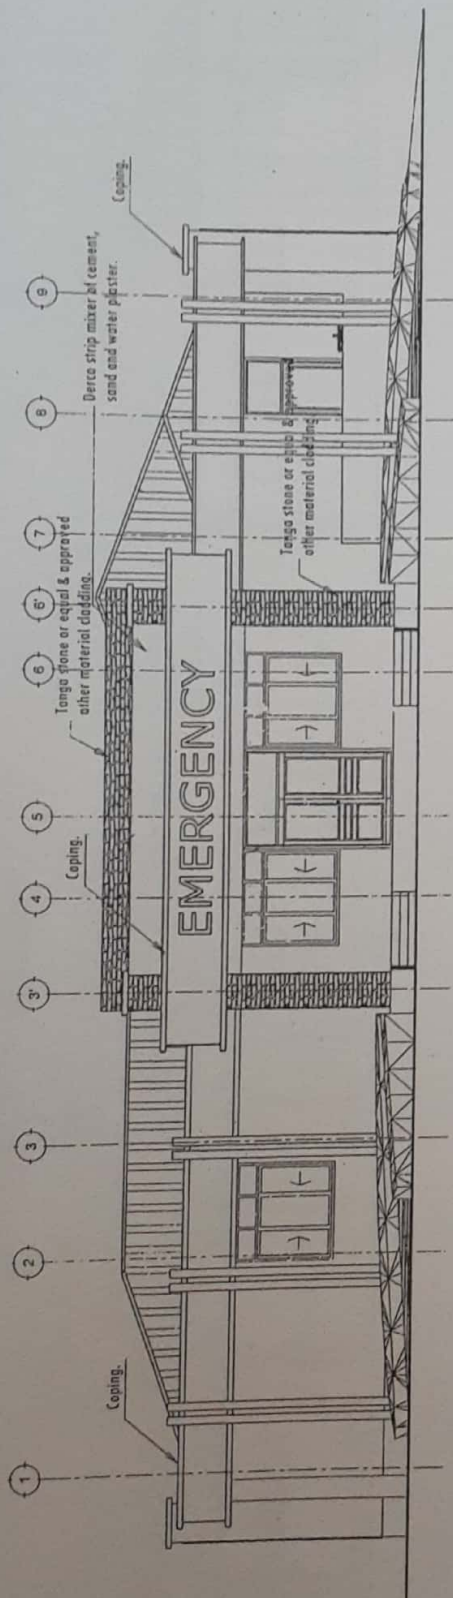 1
2
3
3'
4
5
6
6'
7
8
9
Coping.
Coping.
Tanga stone or equal & approved
other material cladding.
Derco strip mixer of cement,
sand and water plaster.
Coping.
EMERGENCY
Tanga stone or equal & approved
other material cladding